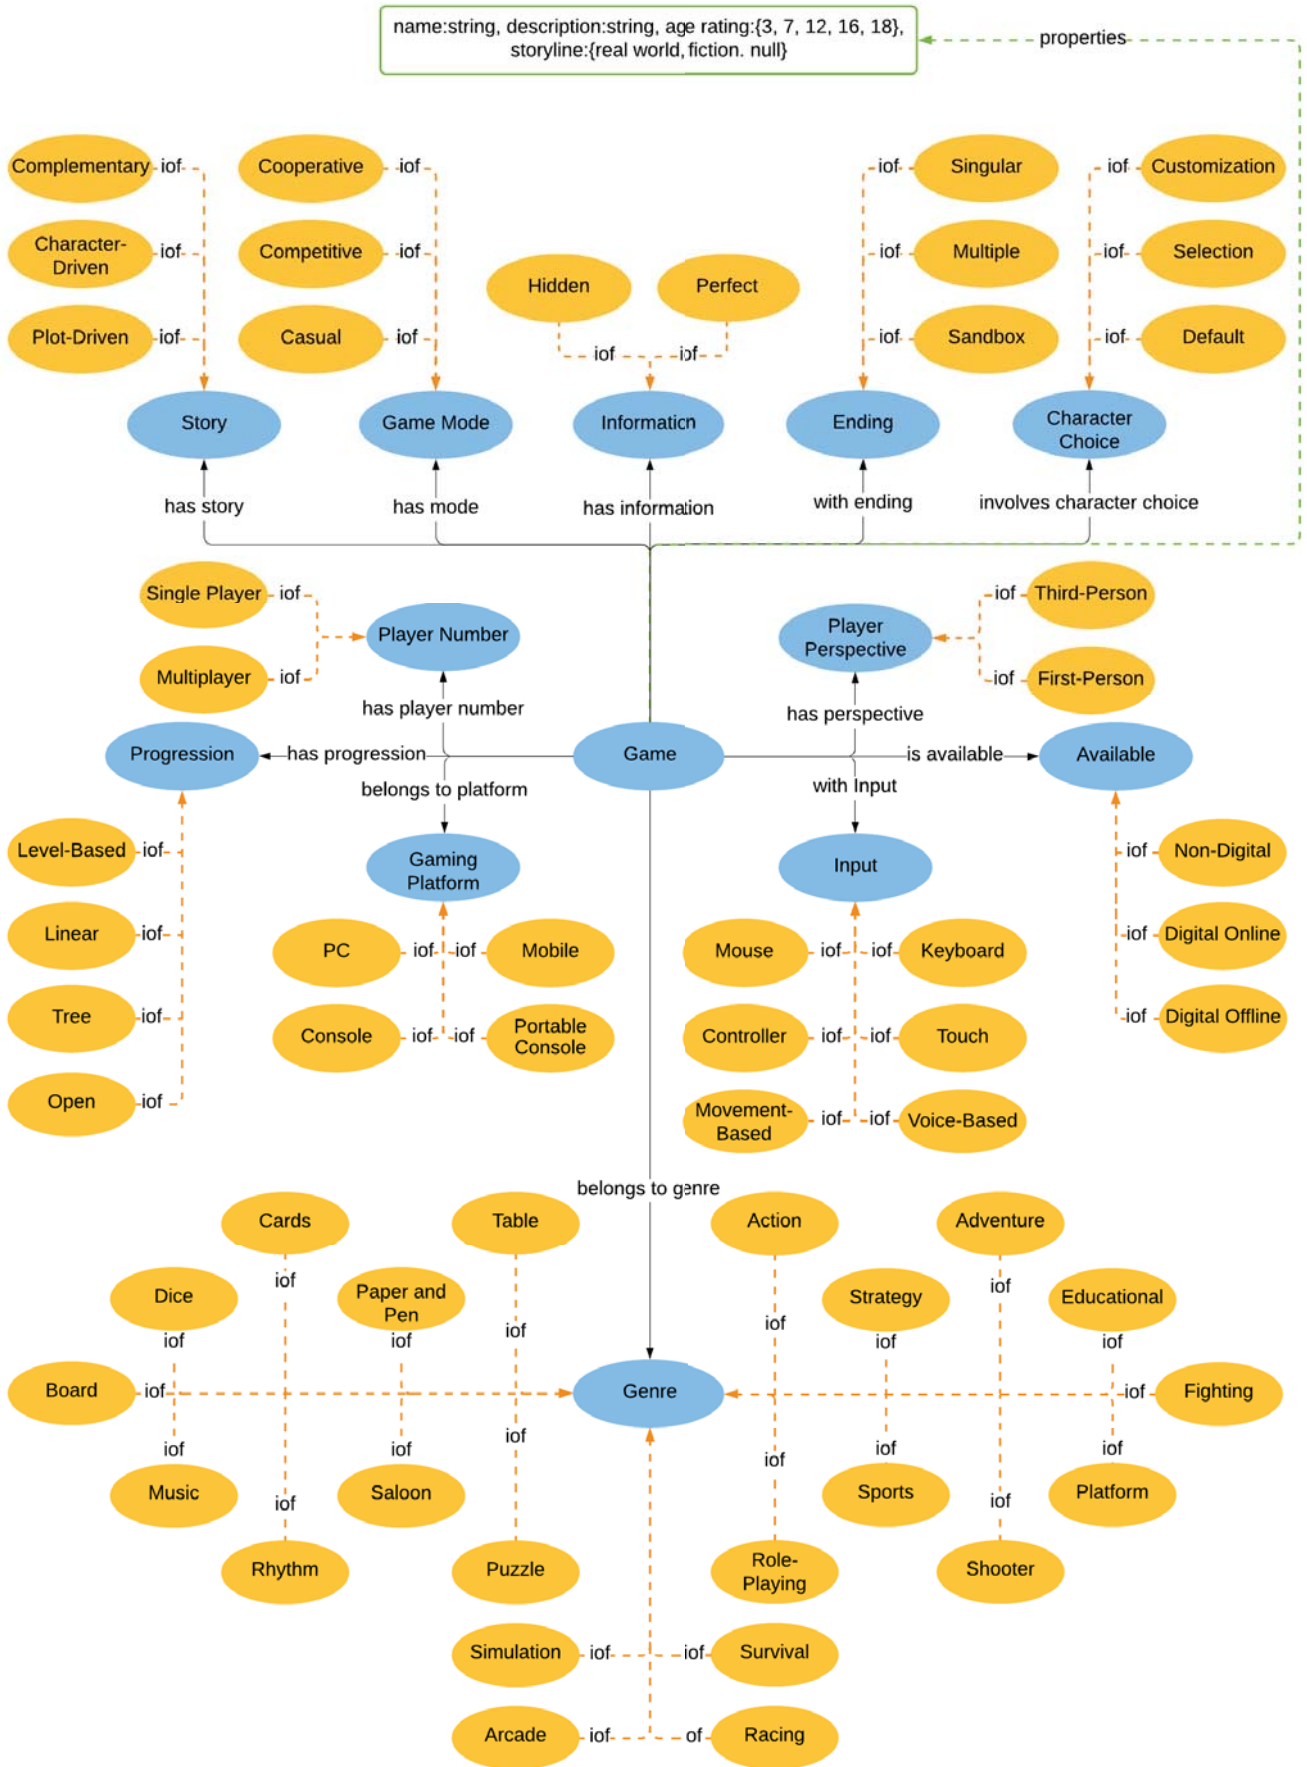 name:string, description:string, age rating:{3, 7, 12, 16, 18},
storyline:{real world, fiction. null}
properties
Complementary
iof
Cooperative
iof
iof
Singular
iof
Customization
Character-
Driven
iof
Competitive
iof
iof
Multiple
iof
Selection
Hidden
Perfect
Plot-Driven
iof
Casual
iof
iof
iof
iof
Sandbox
iof
Default
Story
Game Mode
Information
Ending
Character
Choice
has story
has mode
has information
with ending
involves character choice
Single Player
iof
iof
Third-Person
Player Number
Player
Perspective
Multiplayer
iof
iof
First-Person
has player number
has perspective
Progression
has progression
Game
is available
Available
belongs to platform
with Input
Level-Based
iof
Gaming
Platform
Input
iof
Non-Digital
Linear
iof
PC
iof
iof
Mobile
Mouse
iof
iof
Keyboard
iof
Digital Online
Tree
iof
Console
iof
iof
Portable
Console
Controller
iof
iof
Touch
iof
Digital Offline
Open
iof
Movement-
Based
iof
iof
Voice-Based
belongs to genre
Cards
Table
Action
Adventure
iof
iof
Dice
Paper and
Pen
Strategy
Educational
iof
iof
iof
iof
iof
iof
Board
iof
Genre
iof
Fighting
iof
iof
iof
iof
iof
iof
Music
Saloon
Sports
Platform
iof
iof
Rhythm
Puzzle
Role-
Playing
Shooter
Simulation
iof
iof
Survival
Arcade
iof
of
Racing